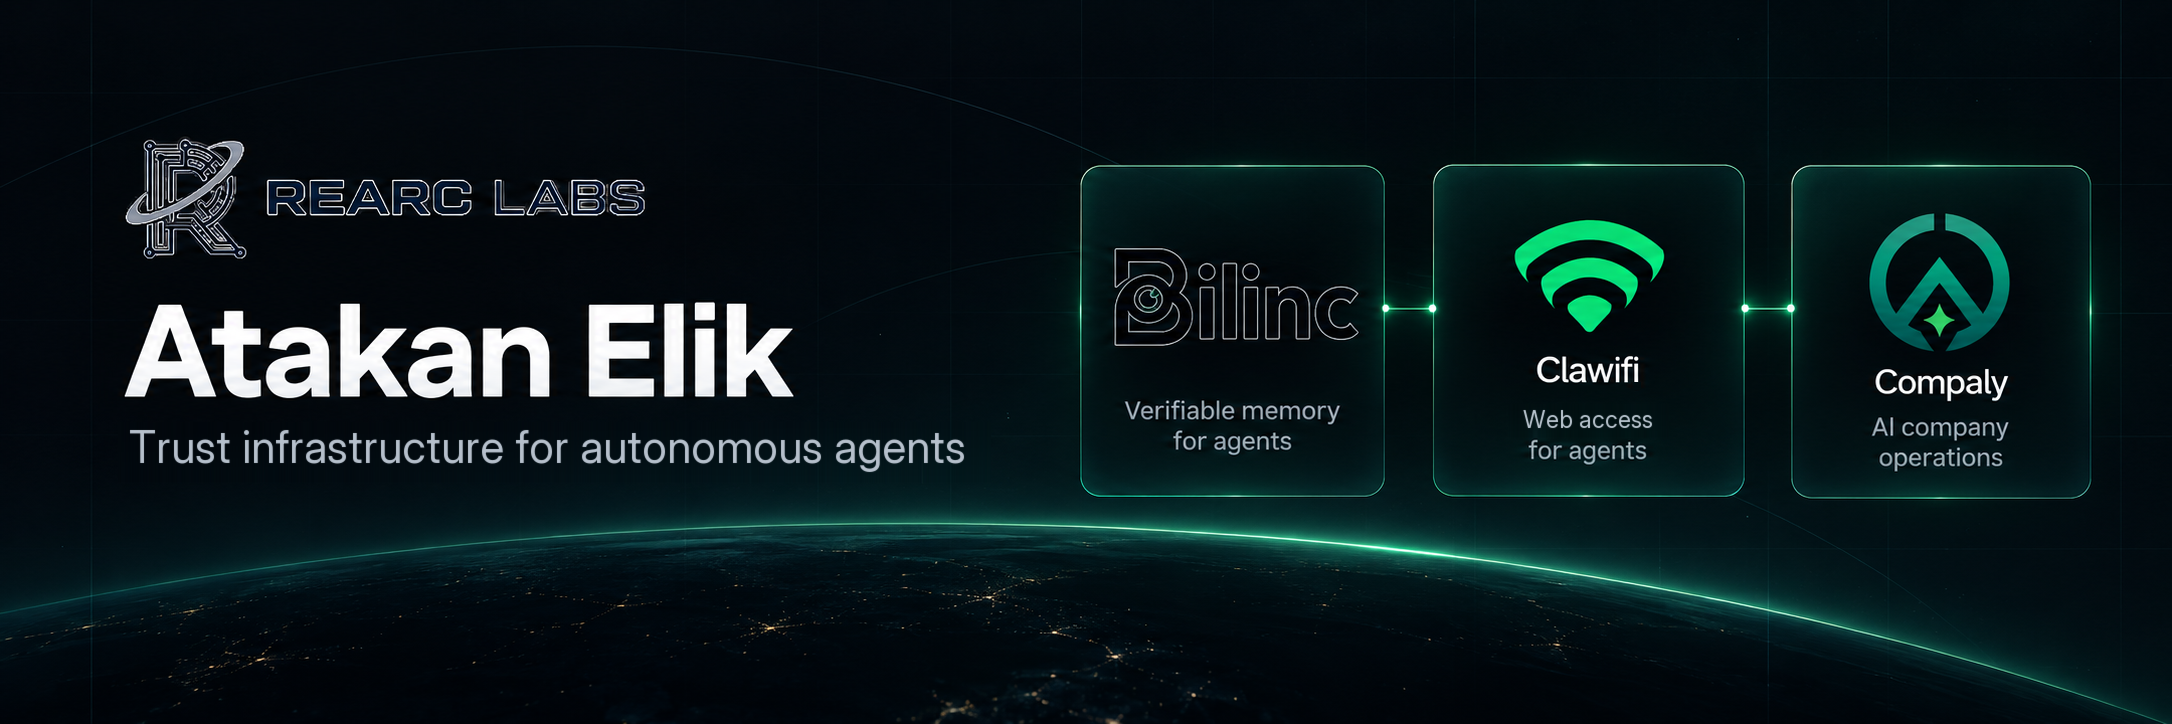 REARC LABS
Atakan Elik
Trust infrastructure for autonomous agents
Bilinc
Verifiable memory
for agents
Clawifi
Web access
for agents
Compaly
AI company
operations